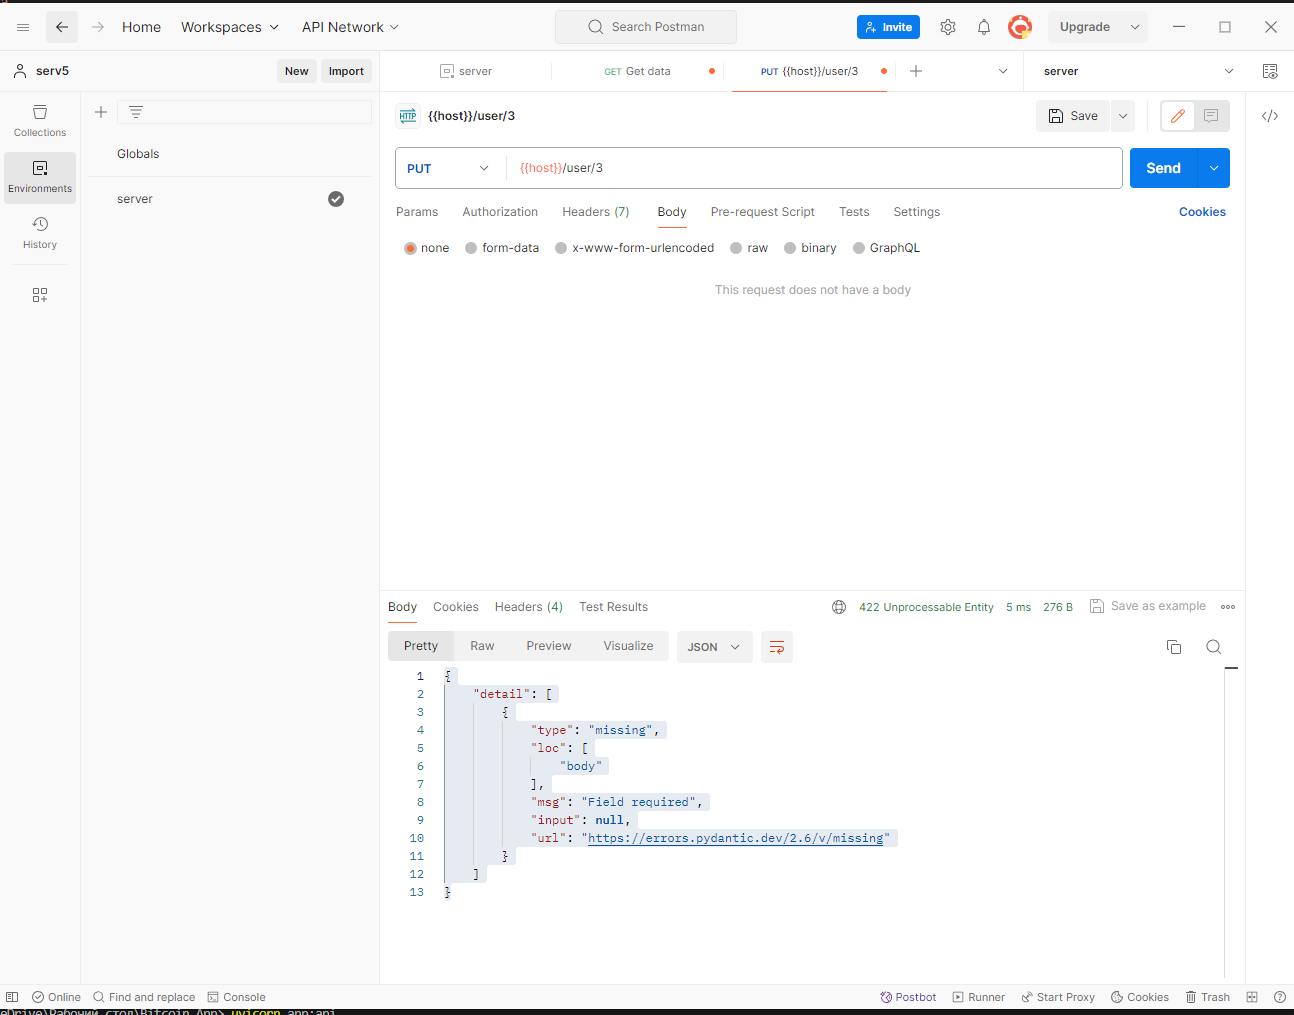 Home
Workspaces
API Network
Search Postman
Invite
Upgrade
serv5
New
Import
server
GET Get data
PUT {{host}}/user/3
server
Collections
Environments
History
Globals
server
HTTP {{host}}/user/3
Save
PUT
{{host}}/user/3
Send
Params
Authorization
Headers (7)
Body
Pre-request Script
Tests
Settings
Cookies
none
form-data
x-www-form-urlencoded
raw
binary
GraphQL
This request does not have a body
Body
Cookies
Headers (4)
Test Results
422 Unprocessable Entity
5 ms
276 B
Save as example
Pretty
Raw
Preview
Visualize
JSON
1 {
2 "detail": [
3 {
4 "type": "missing",
5 "loc": [
6 "body"
7 ],
8 "msg": "Field required",
9 "input": null,
10 "url": "https://errors.pydantic.dev/2.6/v/missing"
11 }
12 ]
13 }
Online
Find and replace
Console
Postbot
Runner
Start Proxy
Cookies
Trash
eDrive\Рабочий стол\Bitcoin App> uvicorn app:api